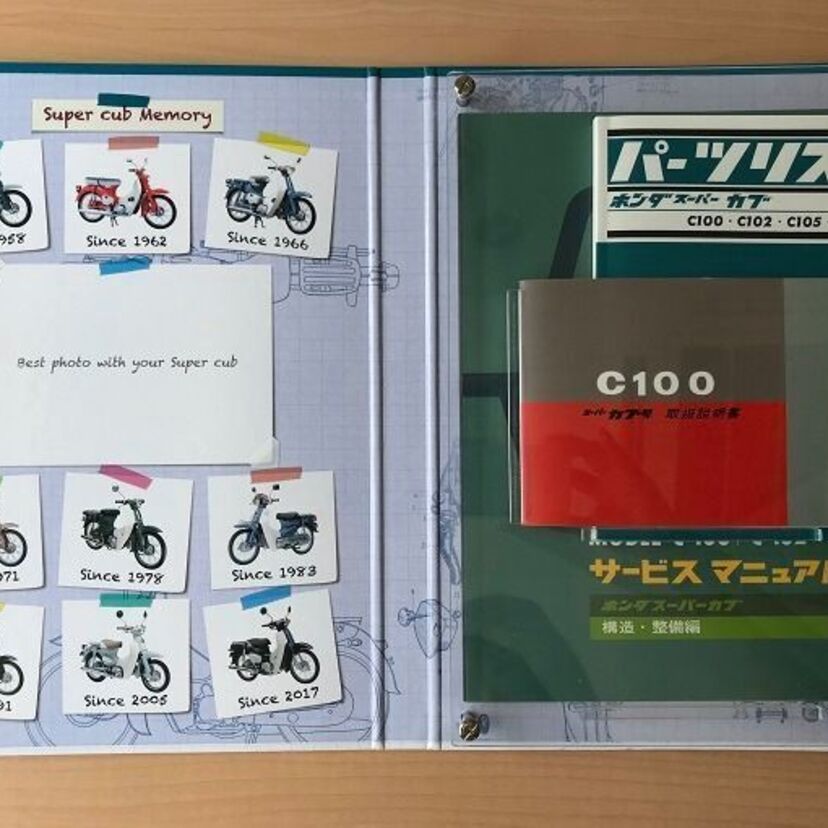 Super cub Memory
958
Since 1962
Since 1966
Best photo with your Super cub
971
Since 1978
Since 1983
91
Since 2005
Since 2017
パーツリス
ホンダ スーパー カブ
C100・C102・C105
C100
スーパー カブ号 取扱説明書
サービス マニュアル
ホンダ スーパーカブ
構造・整備編